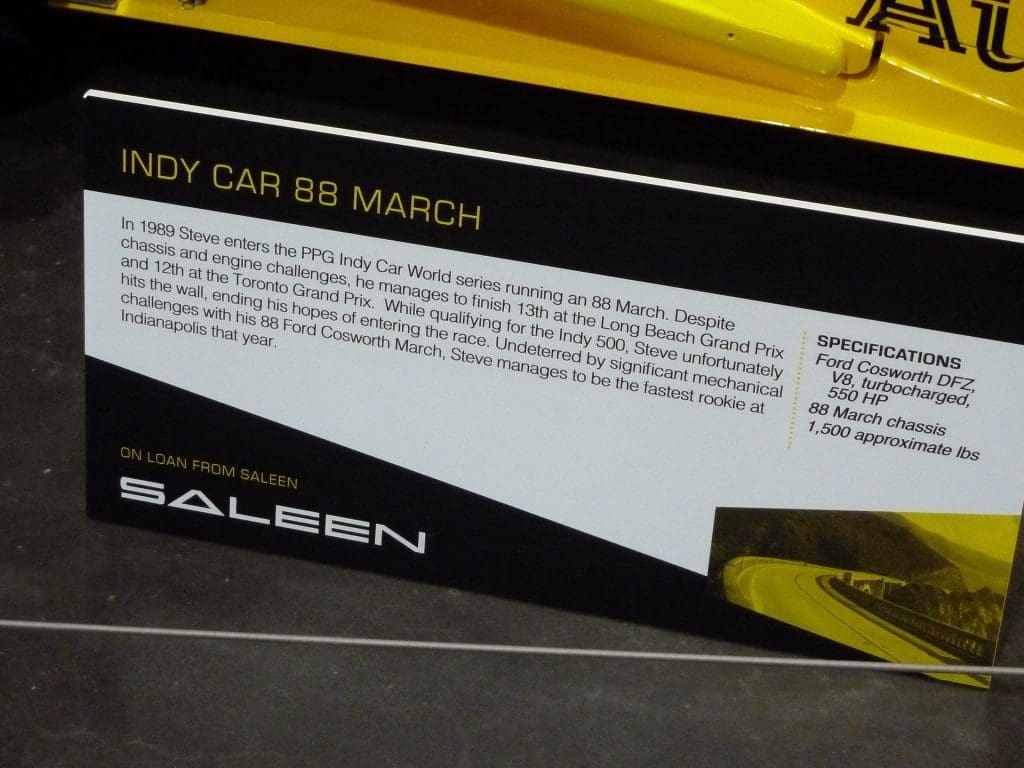 INDY CAR 88 MARCH
In 1989 Steve enters the PPG Indy Car World series running an 88 March. Despite
chassis and engine challenges, he manages to finish 13th at the Long Beach Grand Prix
and 12th at the Toronto Grand Prix. While qualifying for the Indy 500, Steve unfortunately
hits the wall, ending his hopes of entering the race. Undeterred by significant mechanical
challenges with his 88 Ford Cosworth March, Steve manages to be the fastest rookie at
Indianapolis that year.
SPECIFICATIONS
Ford Cosworth DFZ,
V8, turbocharged,
550 HP
88 March chassis
1,500 approximate lbs
ON LOAN FROM SALEEN
SALEEN